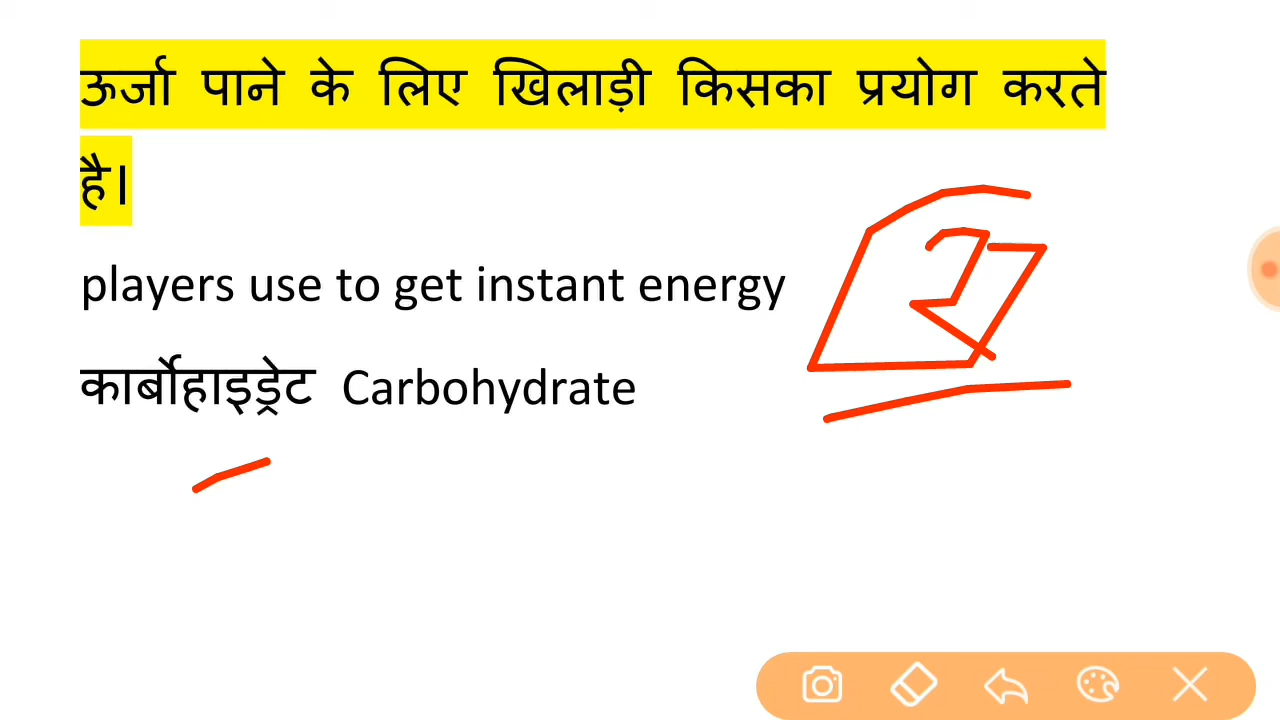 ऊर्जा पाने के लिए खिलाड़ी किसका प्रयोग करते
है।
players use to get instant energy
कार्बोहाइड्रेट Carbohydrate